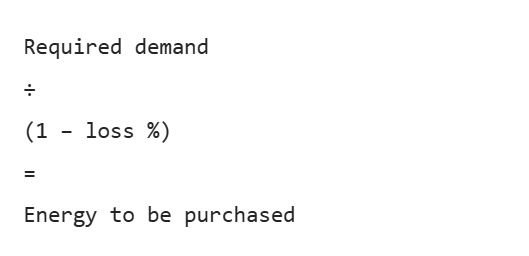 Required demand
÷
(1 – loss %)
=
Energy to be purchased